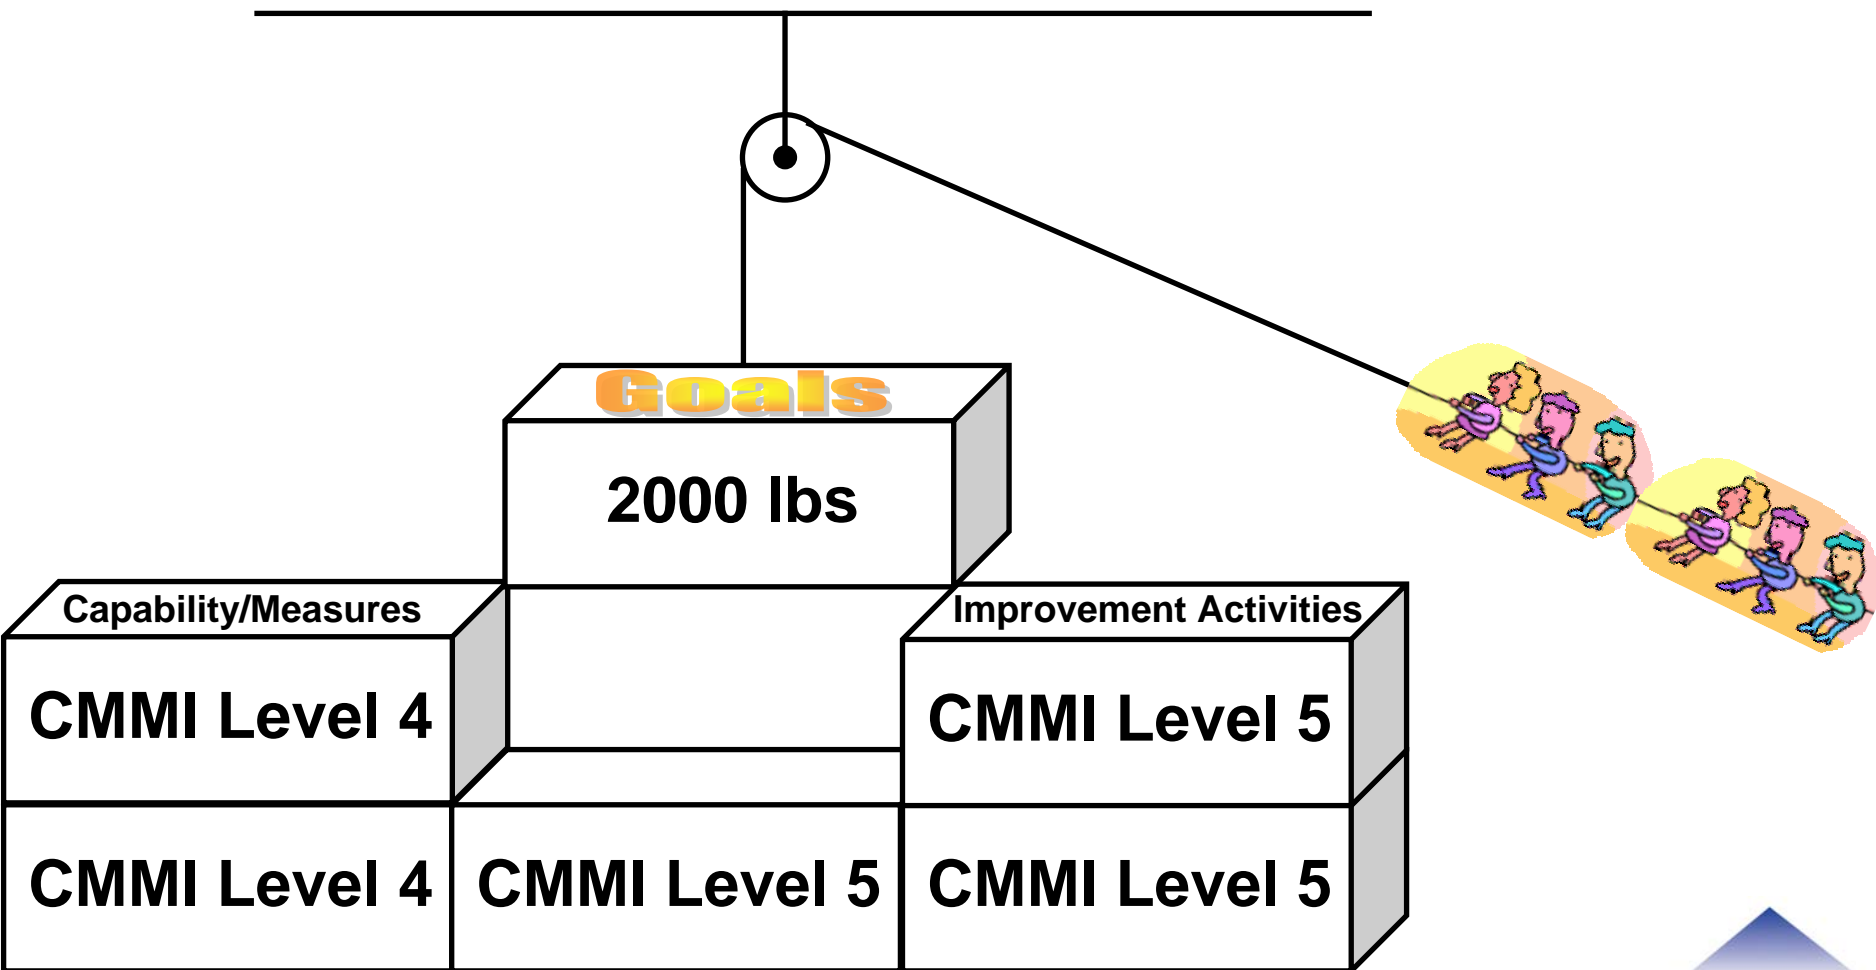 Goals
2000 lbs
Capability/Measures
Improvement Activities
CMMI Level 4
CMMI Level 5
CMMI Level 4
CMMI Level 5
CMMI Level 5